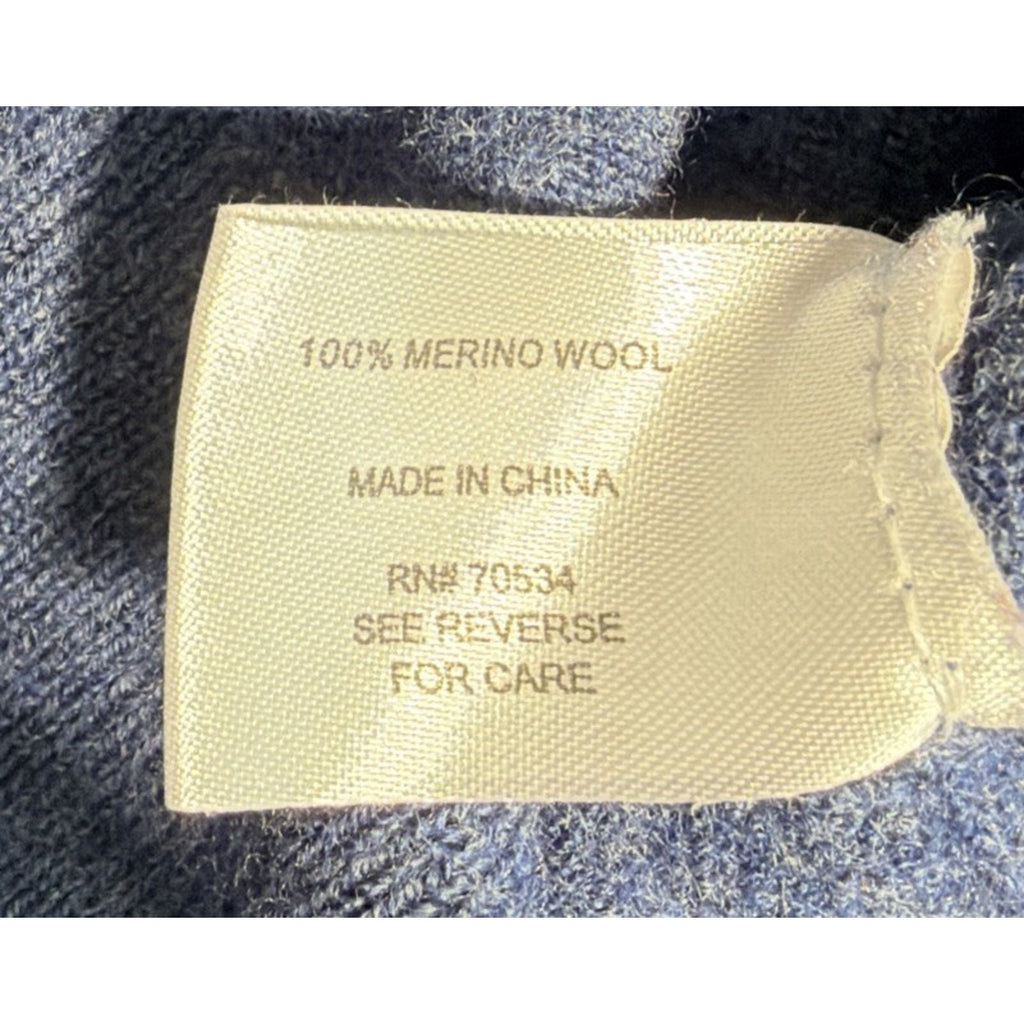 100% MERINO WOOL
MADE IN CHINA
RN# 70534
SEE REVERSE
FOR CARE